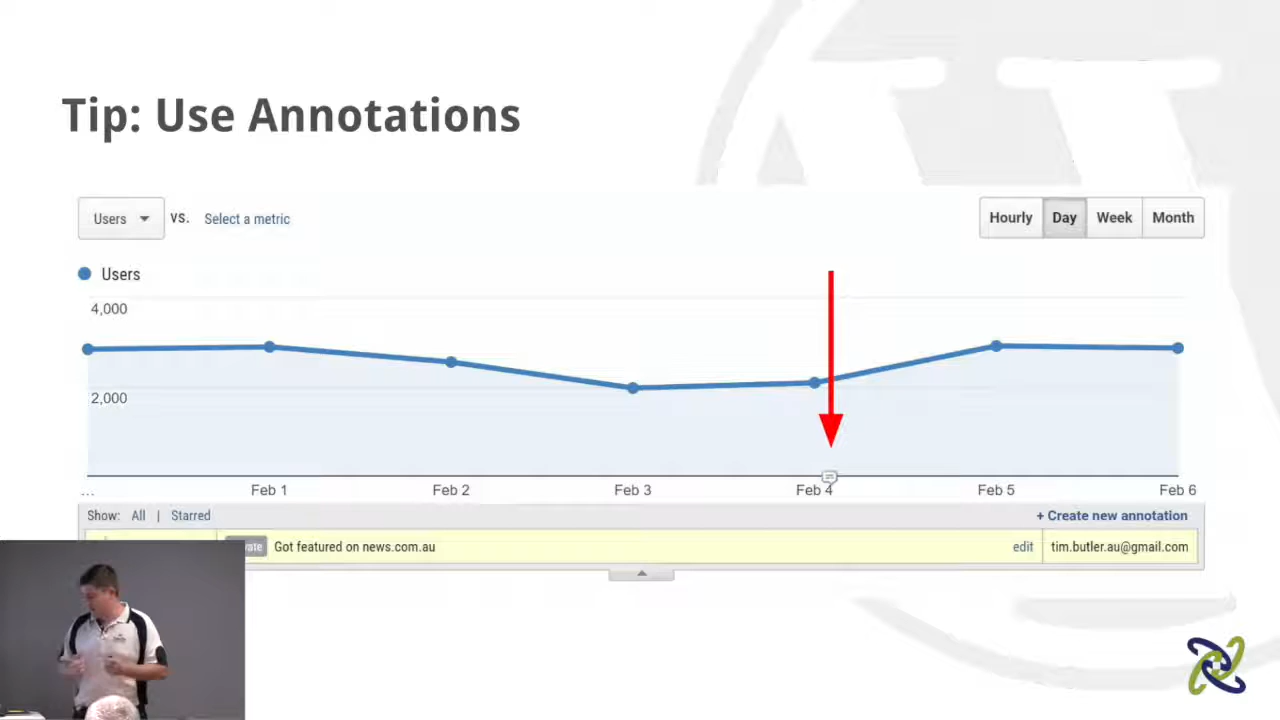 Tip: Use Annotations
Users vs. Select a metric Hourly Day Week Month
Users
4,000
2,000
... Feb 1 Feb 2 Feb 3 Feb 4 Feb 5 Feb 6
Show: All | Starred + Create new annotation
Got featured on news.com.au edit tim.butler.au@gmail.com